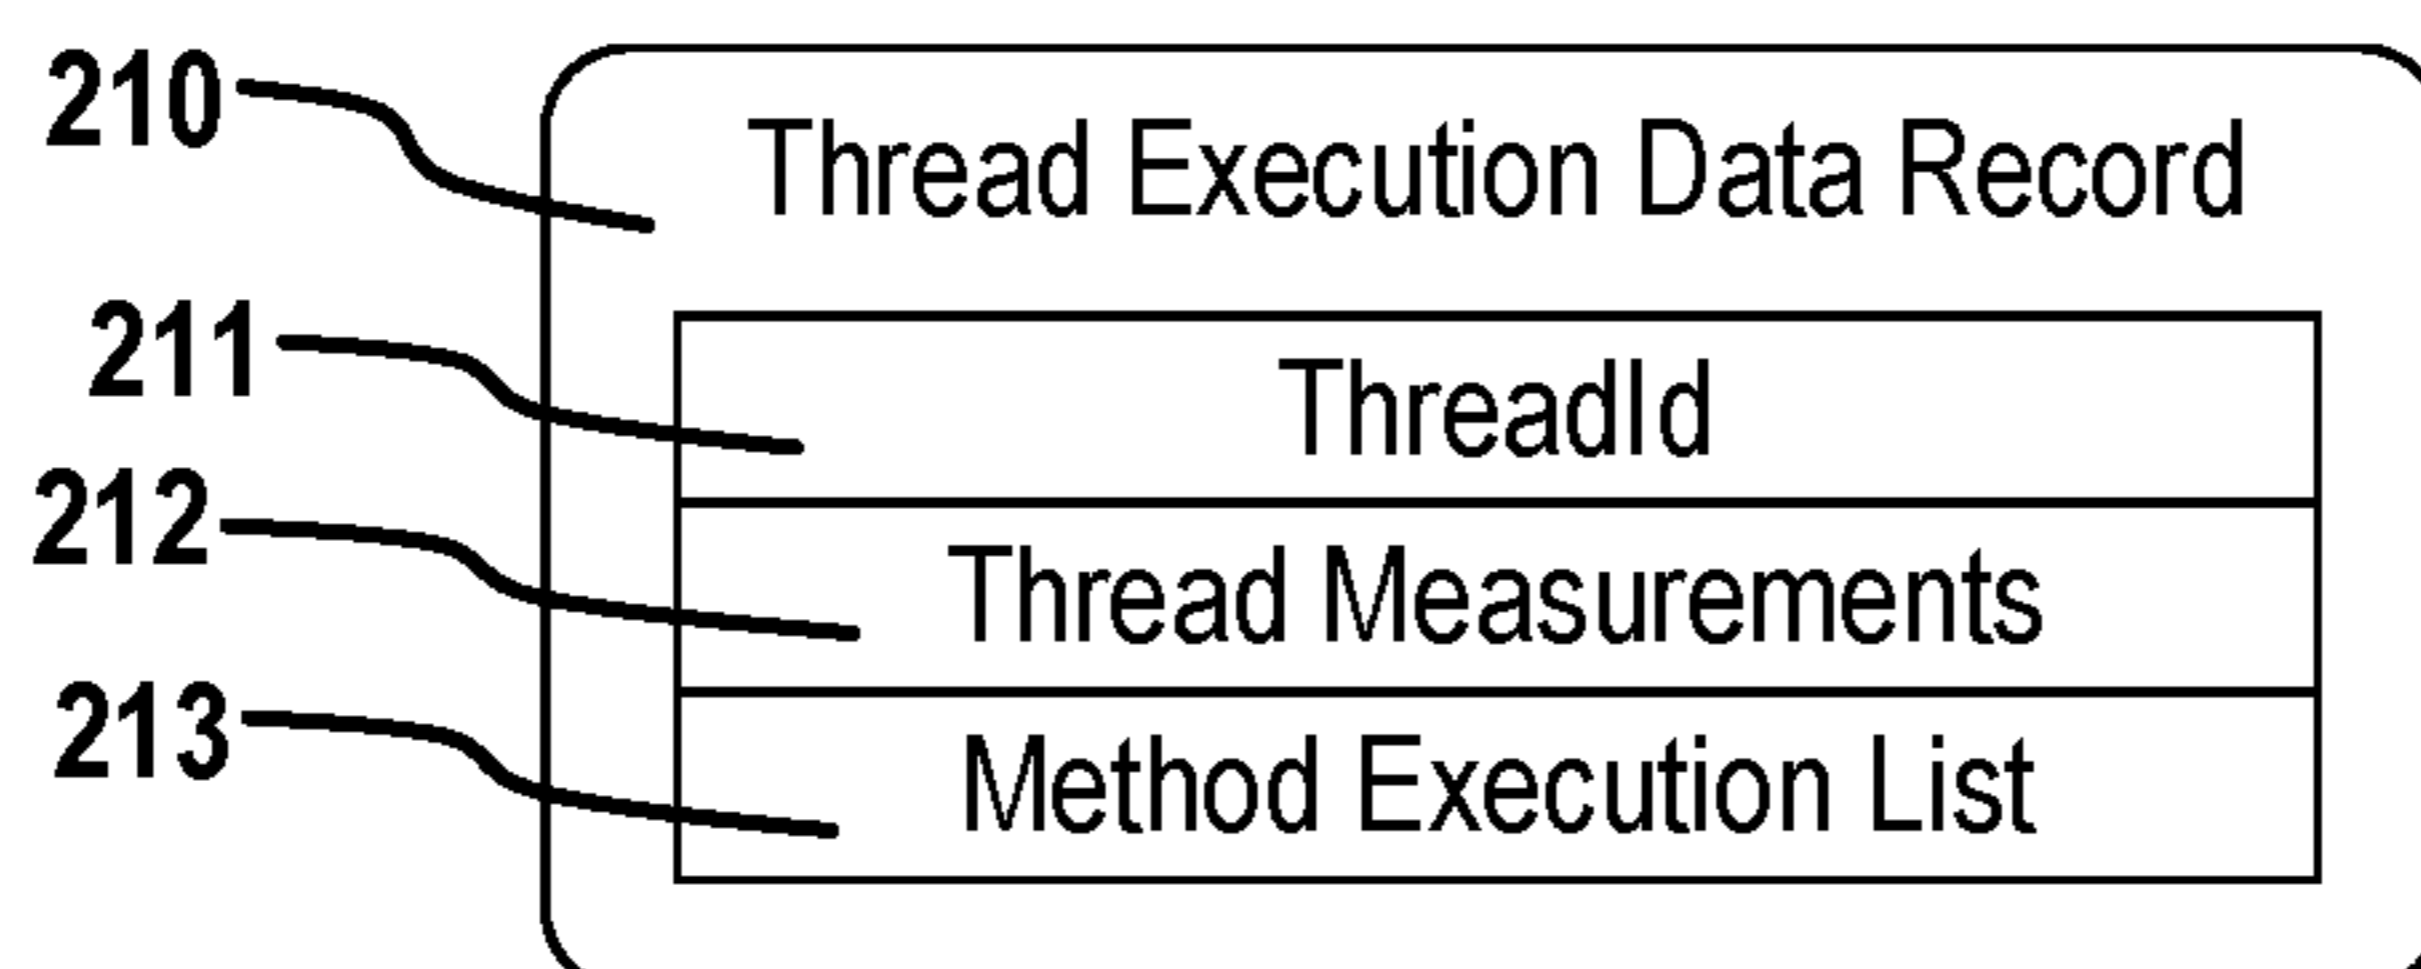 210
Thread Execution Data Record
211
ThreadId
212
Thread Measurements
213
Method Execution List